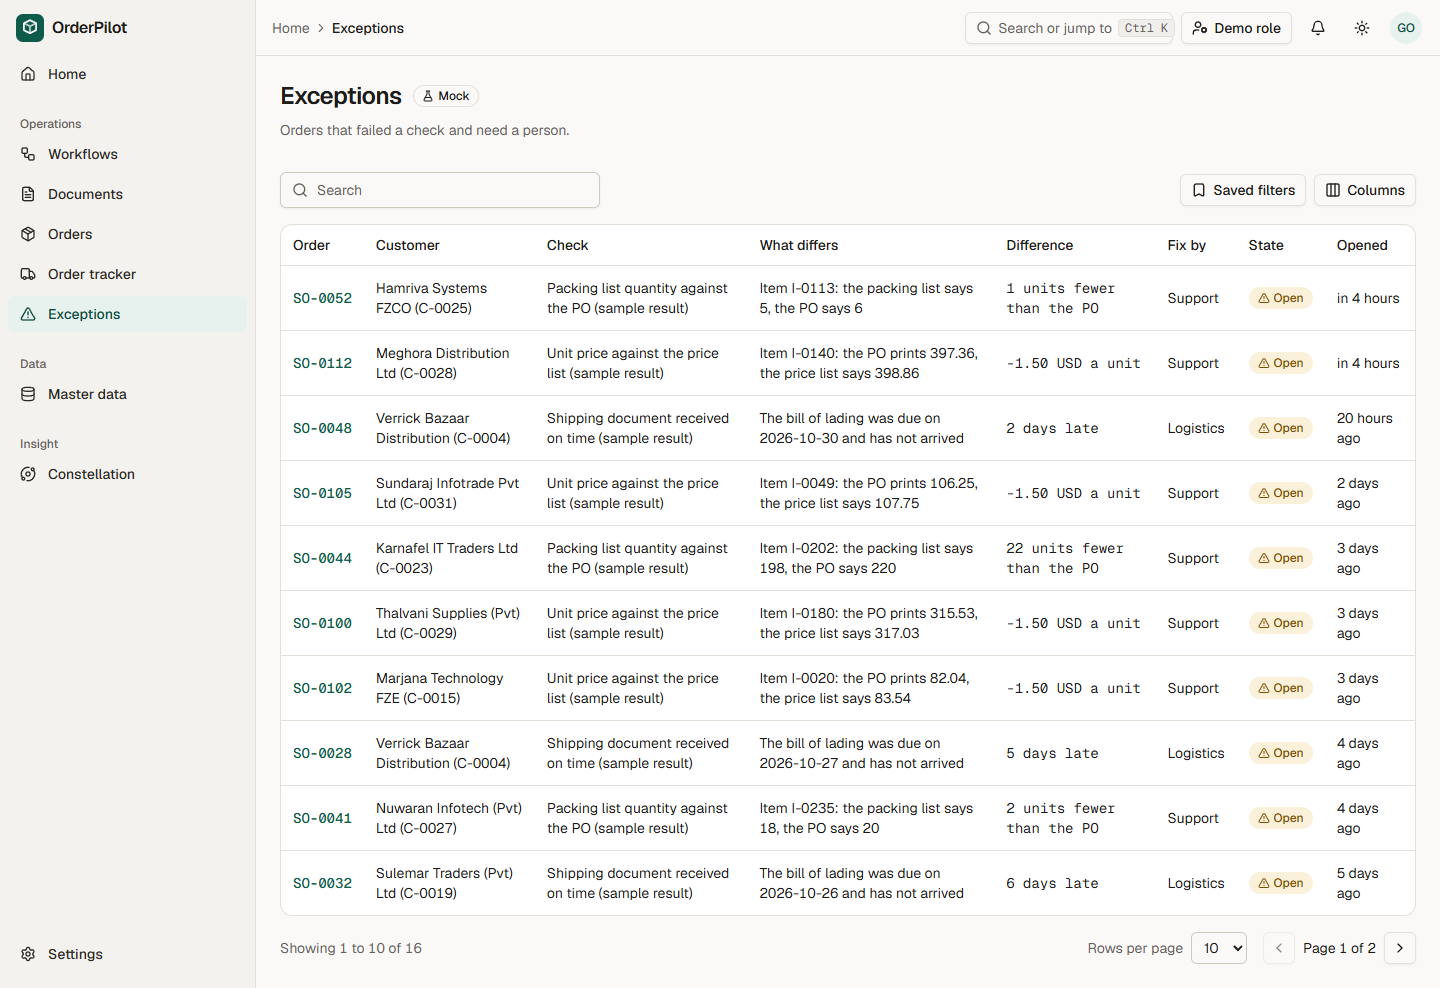 OrderPilot
Home
Operations
Workflows
Documents
Orders
Order tracker
Exceptions
Data
Master data
Insight
Constellation
Settings
Home > Exceptions
Search or jump to Ctrl K
Demo role
GO
Exceptions
Mock
Orders that failed a check and need a person.
Search
Saved filters
Columns
Order Customer Check What differs Difference Fix by State Opened
SO-0052 Hamriva Systems Packing list quantity against Item I-0113: the packing list says 1 units fewer Support Open in 4 hours
FZCO (C-0025) the PO (sample result) 5, the PO says 6 than the PO
SO-0112 Meghora Distribution Unit price against the price Item I-0140: the PO prints 397.36, -1.50 USD a unit Support Open in 4 hours
Ltd (C-0028) list (sample result) the price list says 398.86
SO-0048 Verrick Bazaar Shipping document received The bill of lading was due on 2 days late Logistics Open 20 hours
Distribution (C-0004) on time (sample result) 2026-10-30 and has not arrived ago
SO-0105 Sundaraj Infotrade Pvt Unit price against the price Item I-0049: the PO prints 106.25, -1.50 USD a unit Support Open 2 days
Ltd (C-0031) list (sample result) the price list says 107.75 ago
SO-0044 Karnafel IT Traders Ltd Packing list quantity against Item I-0202: the packing list says 22 units fewer Support Open 3 days
(C-0023) the PO (sample result) 198, the PO says 220 than the PO ago
SO-0100 Thalvani Supplies (Pvt) Unit price against the price Item I-0180: the PO prints 315.53, -1.50 USD a unit Support Open 3 days
Ltd (C-0029) list (sample result) the price list says 317.03 ago
SO-0102 Marjana Technology Unit price against the price Item I-0020: the PO prints 82.04, -1.50 USD a unit Support Open 3 days
FZE (C-0015) list (sample result) the price list says 83.54 ago
SO-0028 Verrick Bazaar Shipping document received The bill of lading was due on 5 days late Logistics Open 4 days
Distribution (C-0004) on time (sample result) 2026-10-27 and has not arrived ago
SO-0041 Nuwaran Infotech (Pvt) Packing list quantity against Item I-0235: the packing list says 2 units fewer Support Open 4 days
Ltd (C-0027) the PO (sample result) 18, the PO says 20 than the PO ago
SO-0032 Sulemar Traders (Pvt) Shipping document received The bill of lading was due on 6 days late Logistics Open 5 days
Ltd (C-0019) on time (sample result) 2026-10-26 and has not arrived ago
Showing 1 to 10 of 16
Rows per page 10 Page 1 of 2